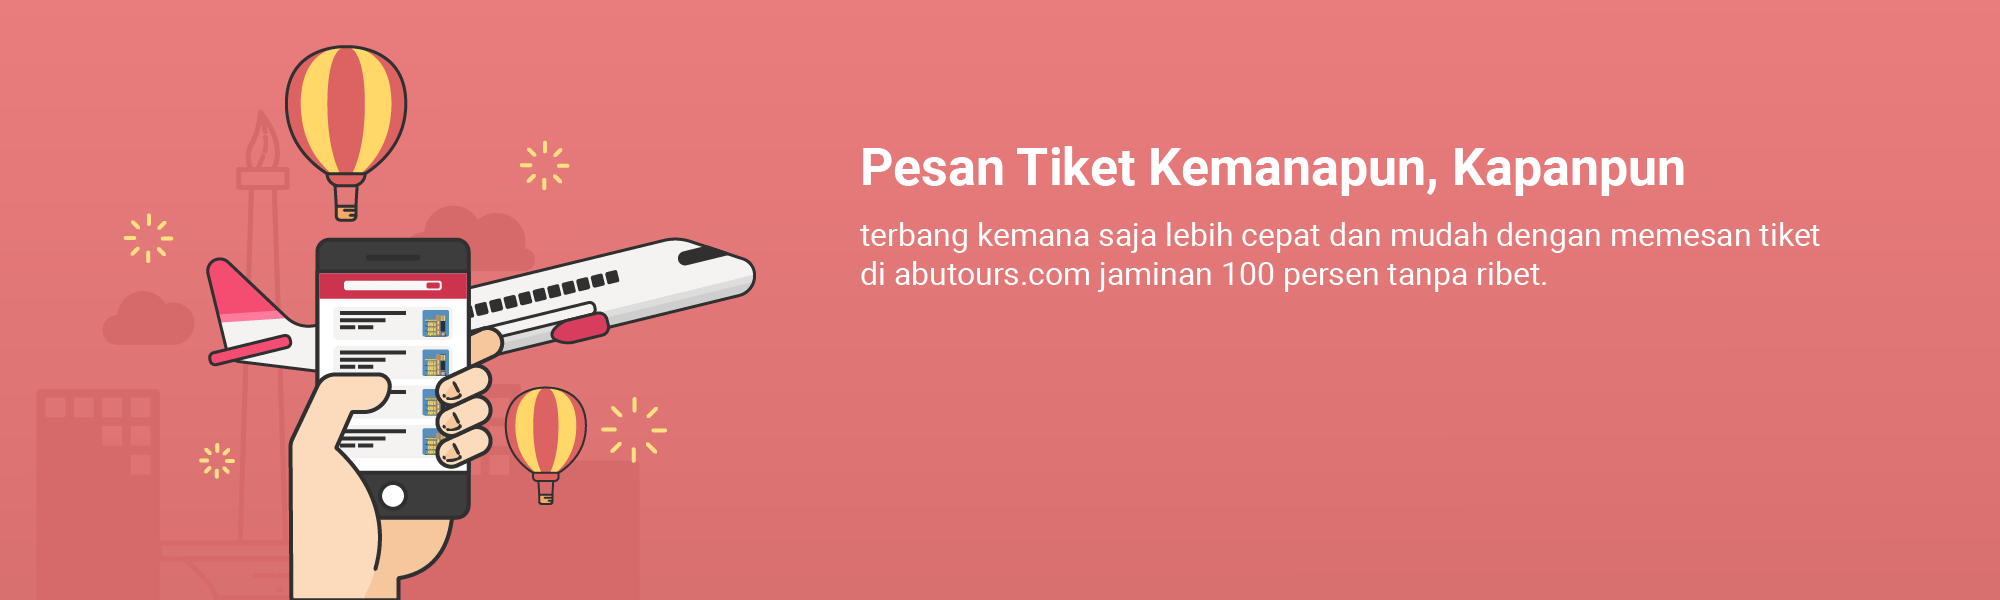 Pesan Tiket Kemanapun, Kapanpun
terbang kemana saja lebih cepat dan mudah dengan memesan tiket
di abutours.com jaminan 100 persen tanpa ribet.